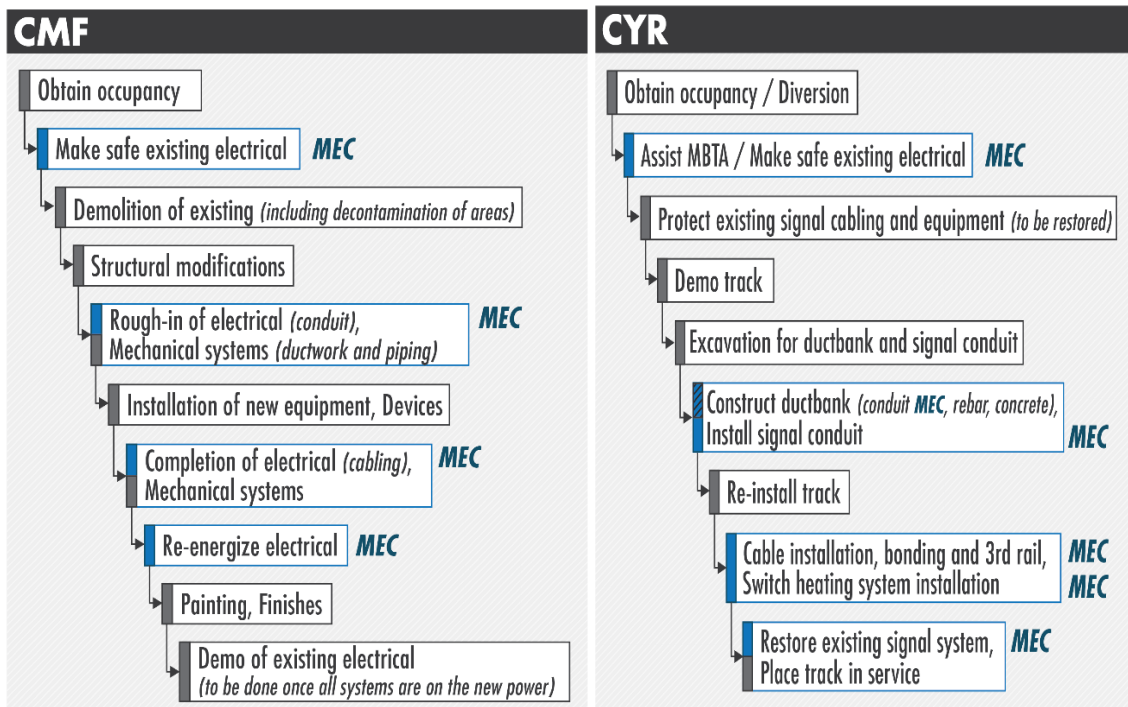 CMF
Obtain occupancy
Make safe existing electrical MEC
Demolition of existing (including decontamination of areas)
Structural modifications
Rough-in of electrical (conduit), MEC
Mechanical systems (ductwork and piping)
Installation of new equipment, Devices
Completion of electrical (cabling), MEC
Mechanical systems
Re-energize electrical MEC
Painting, Finishes
Demo of existing electrical
(to be done once all systems are on the new power)
CYR
Obtain occupancy / Diversion
Assist MBTA / Make safe existing electrical MEC
Protect existing signal cabling and equipment (to be restored)
Demo track
Excavation for ductbank and signal conduit
Construct ductbank (conduit MEC, rebar, concrete),
Install signal conduit MEC
Re-install track
Cable installation, bonding and 3rd rail, MEC
Switch heating system installation MEC
Restore existing signal system, MEC
Place track in service